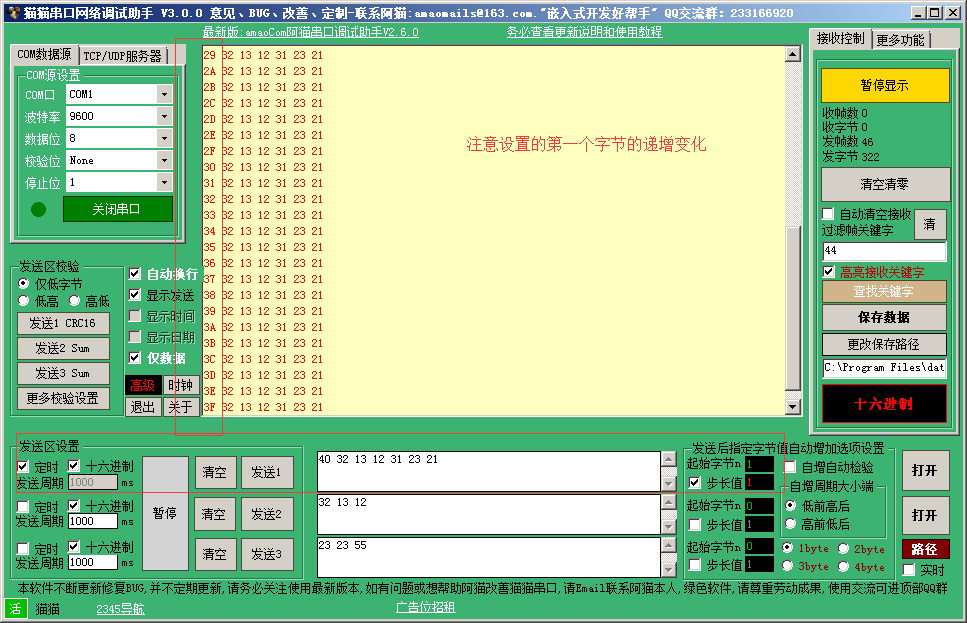 猫猫串口网络调试助手 V3.0.0 意见、BUG、改善、定制-联系阿猫:amaomails@163.com."嵌入式开发好帮手" QQ交流群: 233166920
最新版:amaoCom阿猫串口调试助手V2.6.0
务必查看更新说明和使用教程
COM数据源
TCP/UDP服务器
COM源设置
COM口 COM1
波特率 9600
数据位 8
校验位 None
停止位 1
关闭串口
29 32 13 12 31 23 21
2A 32 13 12 31 23 21
2B 32 13 12 31 23 21
2C 32 13 12 31 23 21
2D 32 13 12 31 23 21
2E 32 13 12 31 23 21
2F 32 13 12 31 23 21
30 32 13 12 31 23 21
31 32 13 12 31 23 21
32 32 13 12 31 23 21
33 32 13 12 31 23 21
34 32 13 12 31 23 21
35 32 13 12 31 23 21
36 32 13 12 31 23 21
37 32 13 12 31 23 21
38 32 13 12 31 23 21
39 32 13 12 31 23 21
3A 32 13 12 31 23 21
3B 32 13 12 31 23 21
3C 32 13 12 31 23 21
3D 32 13 12 31 23 21
3E 32 13 12 31 23 21
3F 32 13 12 31 23 21
注意设置的第一个字节的递增变化
接收控制
更多功能
暂停显示
收帧数 0
收字节 0
发帧数 46
发字节 322
清空清零
自动清空接收
过滤帧关键字
清
44
高亮接收关键字
查找关键字
保存数据
更改保存路径
C:\Program Files\dat
十六进制
发送区校验
仅低字节
低高 高低
发送1 CRC16
发送2 Sum
发送3 Sum
更多校验设置
自动换行
显示发送
显示时间
显示日期
仅数据
高级 时钟
退出 关于
发送区设置
定时 十六进制
发送周期 1000 ms
定时 十六进制
发送周期 1000 ms
定时 十六进制
发送周期 1000 ms
暂停
清空 发送1
清空 发送2
清空 发送3
40 32 13 12 31 23 21
32 13 12
23 23 55
发送后指定字节值自动增加选项设置
起始字节n 1
步长值 1
起始字节n 0
步长值 1
起始字节n 0
步长值 1
自增自动检验
自增周期大小端
低前高后
高前低后
1byte 2byte
3byte 4byte
打开
打开
路径
实时
本软件不断更新修复BUG,并不定期更新,请务必关注使用最新版本,如有问题或想帮助阿猫改善猫猫串口,请Email联系阿猫本人,绿色软件,请尊重劳动成果,使用交流可进顶部QQ群
活 猫猫
2345导航
广告位招租